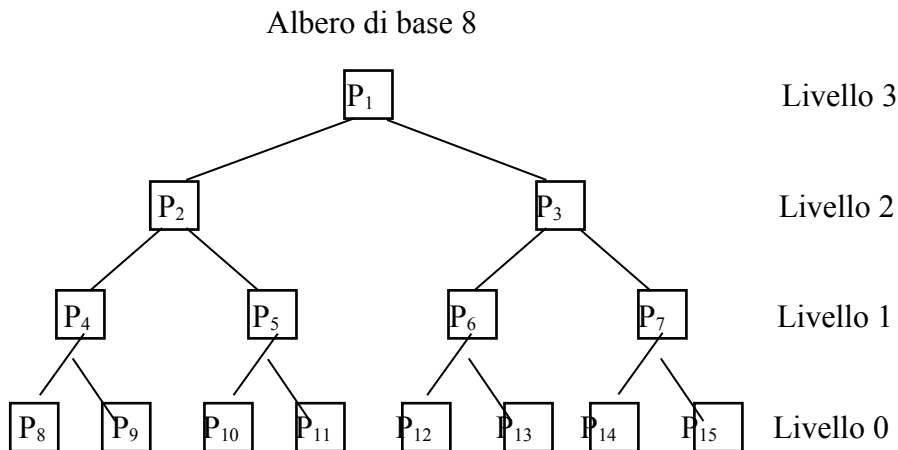 Albero di base 8
P₁ Livello 3
P₂ P₃ Livello 2
P₄ P₅ P₆ P₇ Livello 1
P₈ P₉ P₁₀ P₁₁ P₁₂ P₁₃ P₁₄ P₁₅ Livello 0